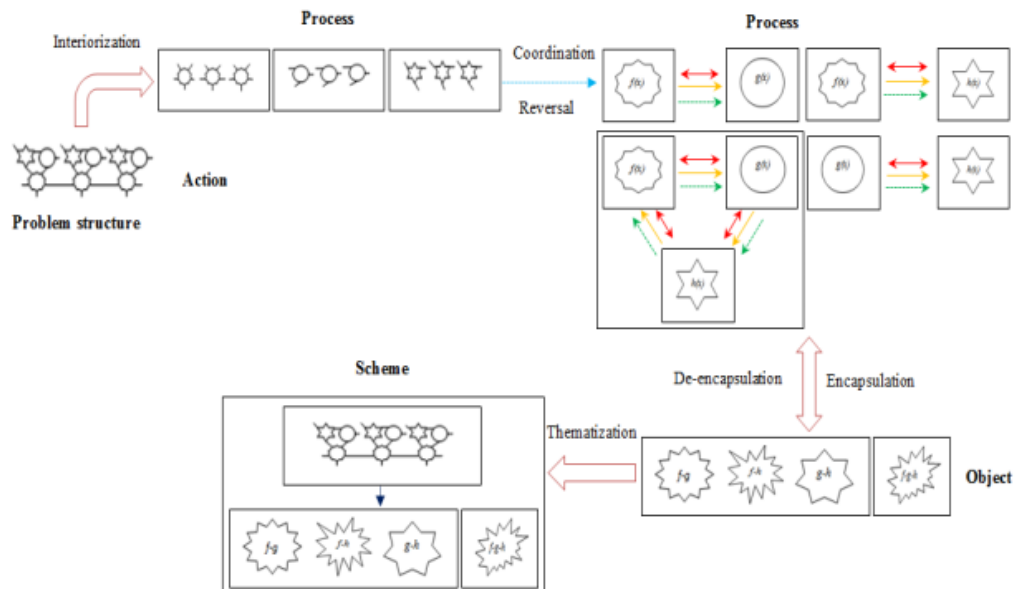 Process
Process
Interiorization
Coordination
Reversal
f(x)
g(x)
f(x)
h(x)
Action
Problem structure
f(x)
g(x)
g(x)
h(x)
h(x)
Scheme
De-encapsulation
Encapsulation
Thematization
f-g
f-h
g-h
f-g-h
Object
f-g
f-h
g-h
f-g-h